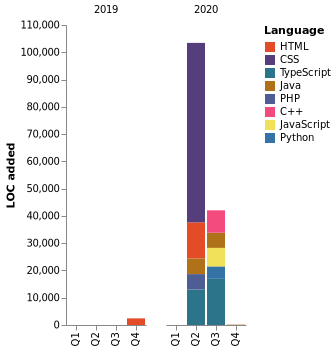 2019
2020
LOC added
110,000
100,000
90,000
80,000
70,000
60,000
50,000
40,000
30,000
20,000
10,000
0
Q1
Q2
Q3
Q4
Q1
Q2
Q3
Q4
Language
HTML
CSS
TypeScript
Java
PHP
C++
JavaScript
Python